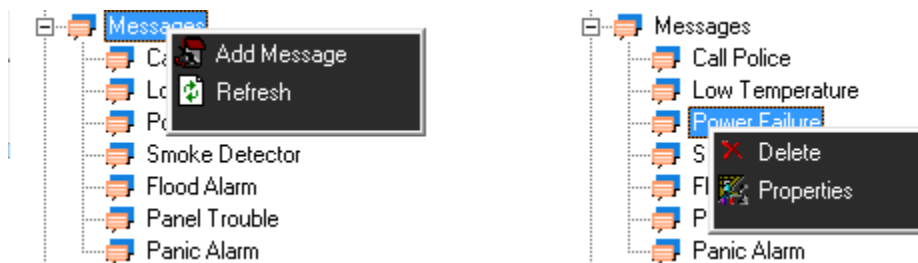 Messages
Add Message
Refresh
Smoke Detector
Flood Alarm
Panel Trouble
Panic Alarm
Messages
Call Police
Low Temperature
Power Failure
Delete
Properties
Panic Alarm